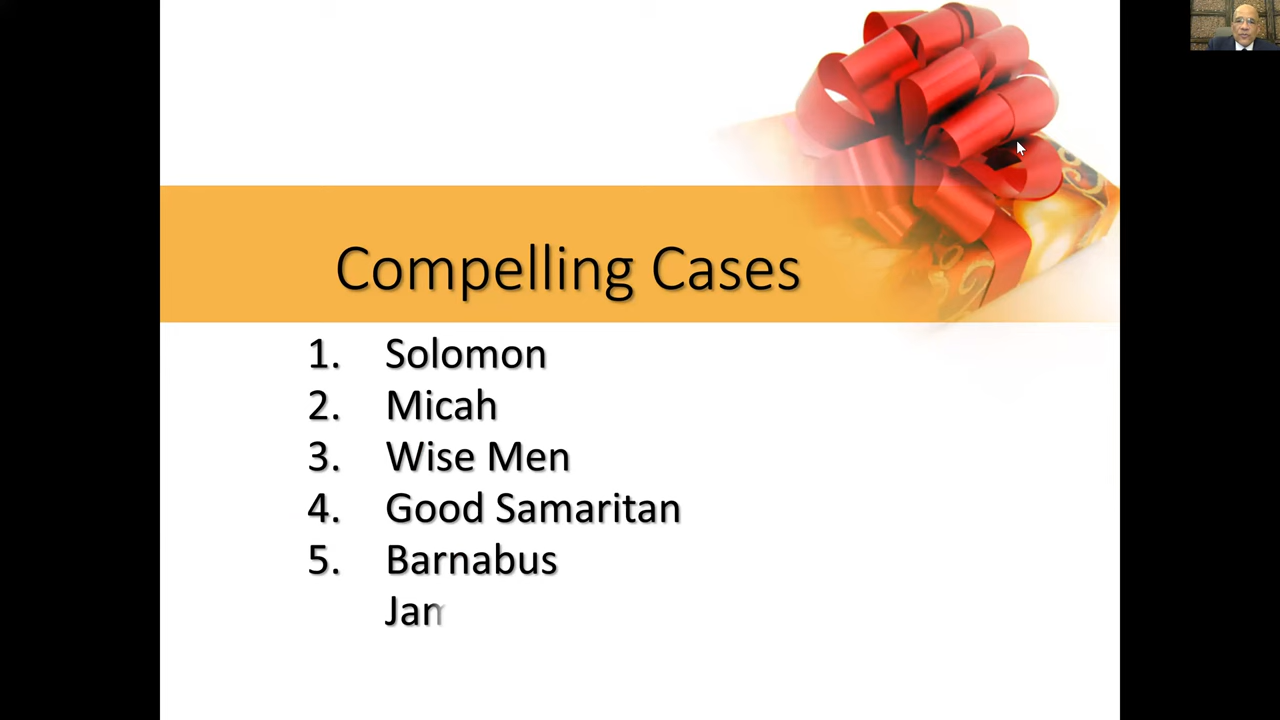 Compelling Cases
1. Solomon
2. Micah
3. Wise Men
4. Good Samaritan
5. Barnabus